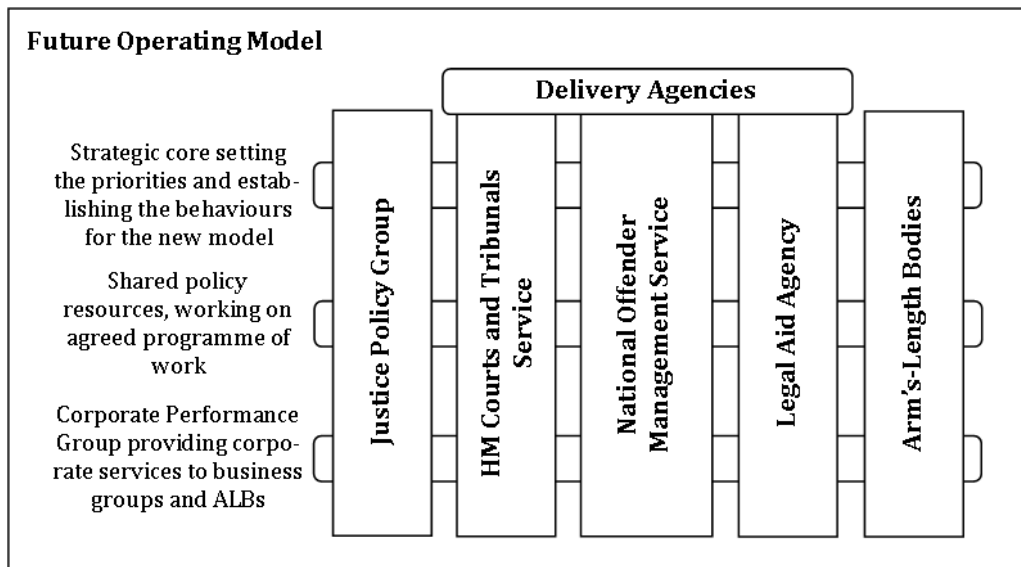 Future Operating Model
Delivery Agencies
Strategic core setting
the priorities and estab-
lishing the behaviours
for the new model
Shared policy
resources, working on
agreed programme of
work
Corporate Performance
Group providing corpo-
rate services to business
groups and ALBs
Justice Policy Group
HM Courts and Tribunals
Service
National Offender
Management Service
Legal Aid Agency
Arm's-Length Bodies